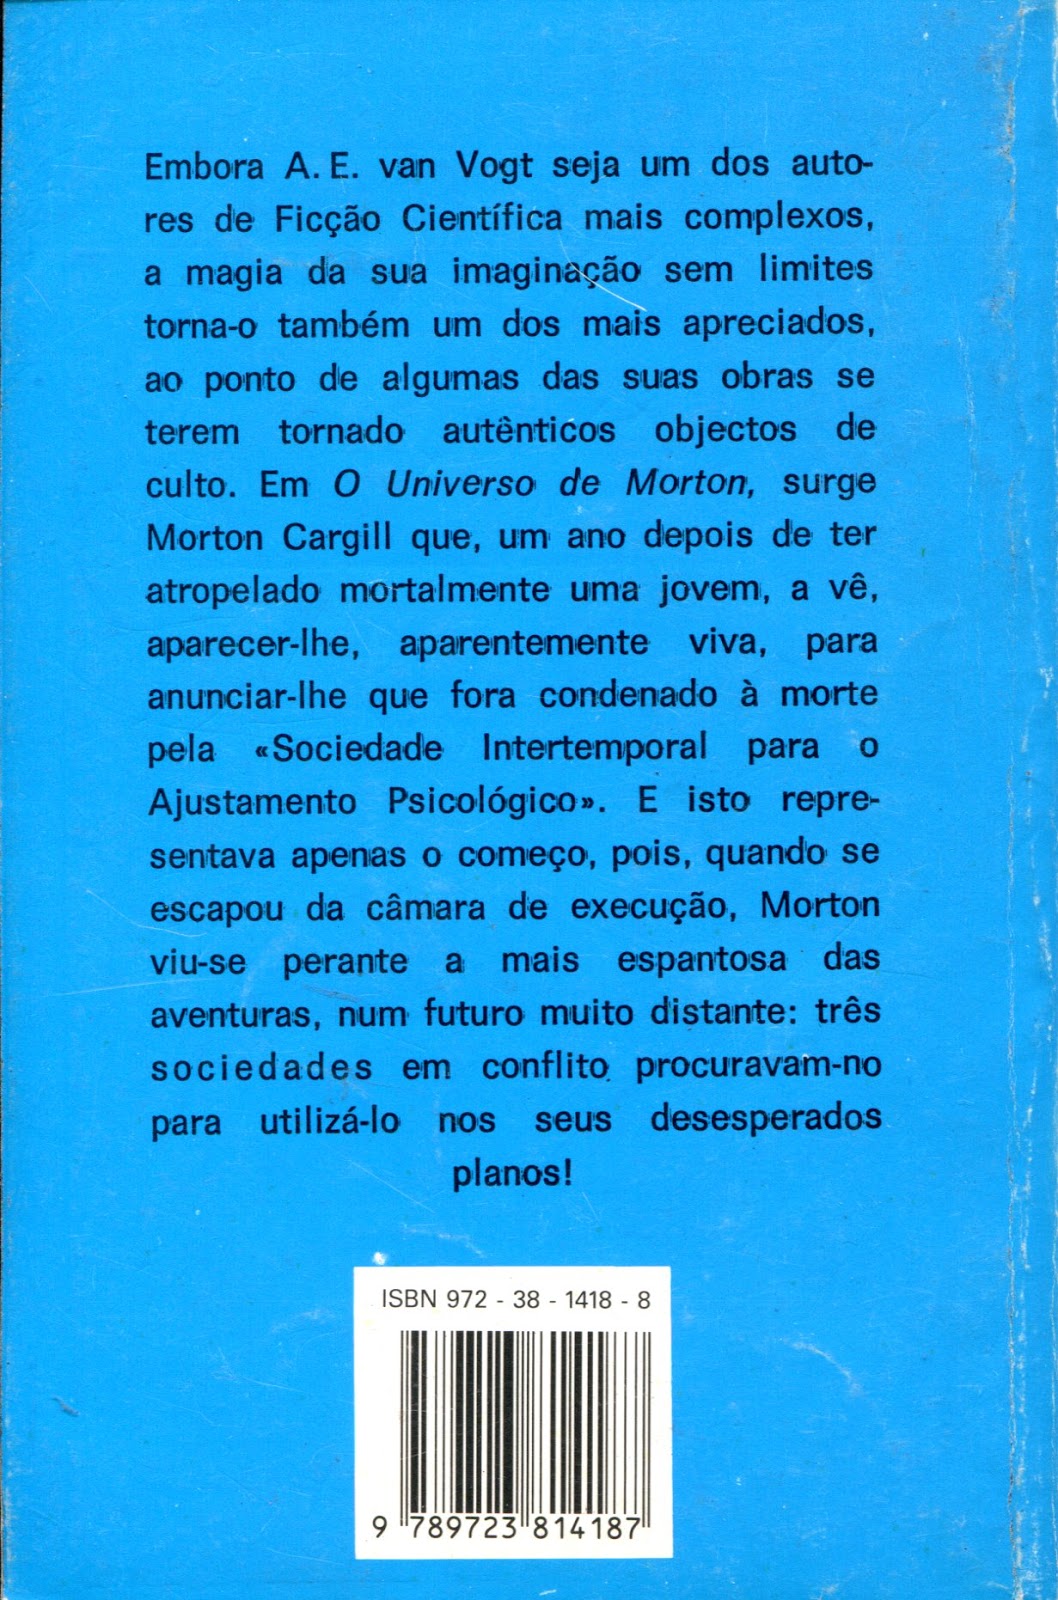 Embora A. E. van Vogt seja um dos auto-
res de Ficção Científica mais complexos,
a magia da sua imaginação sem limites
torna-o também um dos mais apreciados,
ao ponto de algumas das suas obras se
terem tornado autênticos objectos de
culto. Em O Universo de Morton, surge
Morton Cargill que, um ano depois de ter
atropelado mortalmente uma jovem, a vê,
aparecer-lhe, aparentemente viva, para
anunciar-lhe que fora condenado à morte
pela «Sociedade Intertemporal para o
Ajustamento Psicológico». E isto repre-
sentava apenas o começo, pois, quando se
escapou da câmara de execução, Morton
viu-se perante a mais espantosa das
aventuras, num futuro muito distante: três
sociedades em conflito procuravam-no
para utilizá-lo nos seus desesperados
planos!
ISBN 972 - 38 - 1418 - 8
9 789723 814187